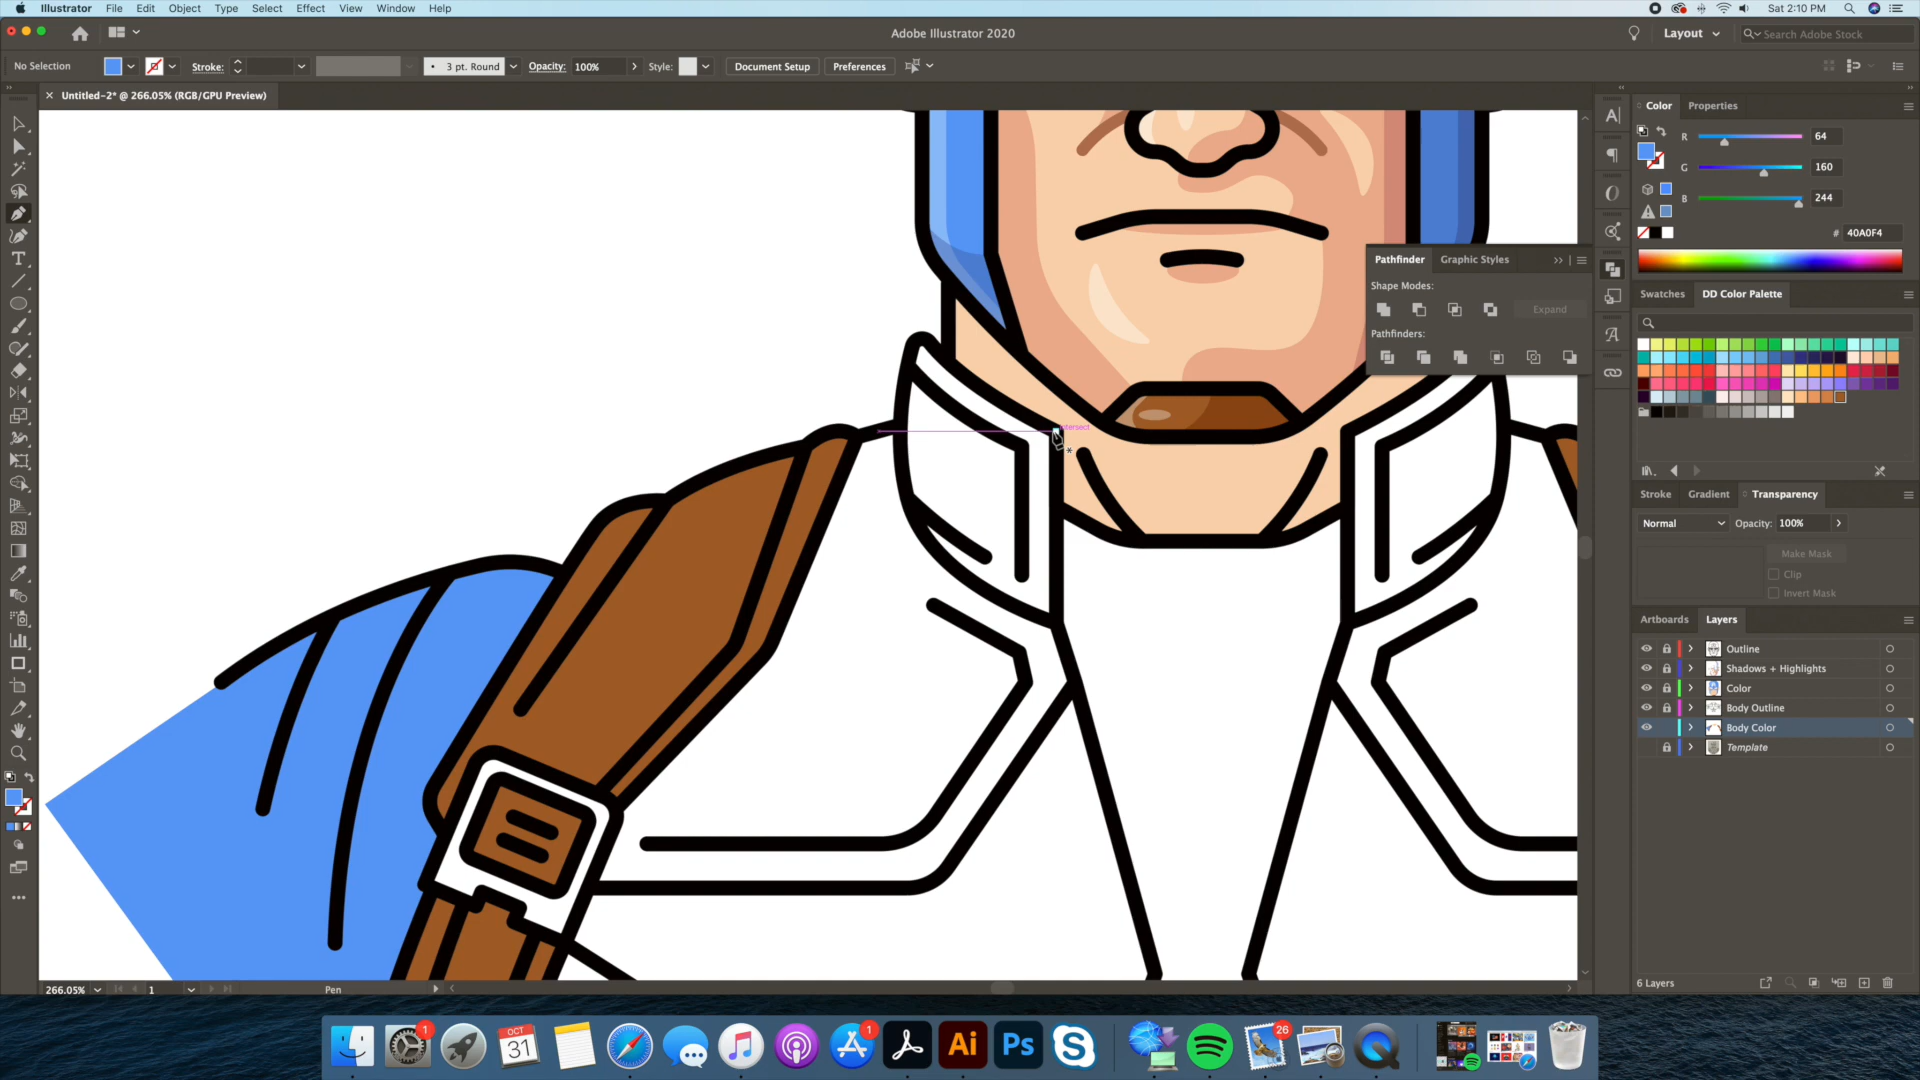 Illustrator File Edit Object Type Select Effect View Window Help Sat 2:10 PM
Adobe Illustrator 2020 Layout Search Adobe Stock
No Selection Stroke: 3 pt. Round Opacity: 100% Style: Document Setup Preferences
Untitled-2* @ 266.05% (RGB/GPU Preview)
Color Properties
R 64
G 160
B 244
# 40A0F4
Pathfinder Graphic Styles
Shape Modes:
Expand
Pathfinders:
Swatches DD Color Palette
intersect
Stroke Gradient Transparency
Normal Opacity: 100%
Make Mask
Clip
Invert Mask
Artboards Layers
Outline
Shadows + Highlights
Color
Body Outline
Body Color
Template
6 Layers
266.05% 1 Pen
1 OCT 31 1 Ai Ps 26